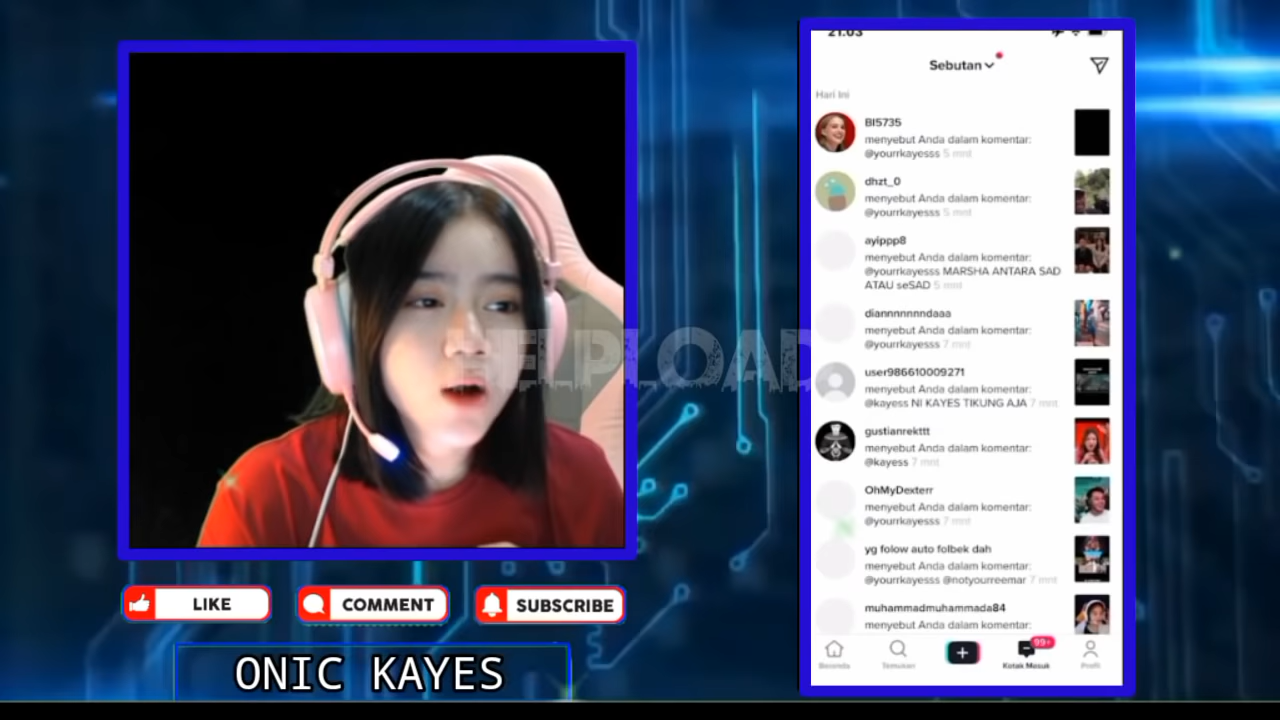 21.03
Sebutan
Hari Ini
BI5735
menyebut Anda dalam komentar:
@yourrkayesss 5 mnt
dhzt_0
menyebut Anda dalam komentar:
@yourrkayesss 5 mnt
ayippp8
menyebut Anda dalam komentar:
@yourrkayesss MARSHA ANTARA SAD
ATAU seSAD 5 mnt
diannnnnnndaaa
menyebut Anda dalam komentar:
@yourrkayesss 7 mnt
user986610009271
menyebut Anda dalam komentar:
@kayess NI KAYES TIKUNG AJA 7 mnt
gustianrekttt
menyebut Anda dalam komentar:
@kayess 7 mnt
OhMyDexterr
menyebut Anda dalam komentar:
@yourrkayesss 7 mnt
yg folow auto folbek dah
menyebut Anda dalam komentar:
@yourrkayesss @notyourreemar 7 mnt
muhammadmuhammada84
menyebut Anda dalam komentar:
99+
Beranda
Temukan
Kotak Masuk
Profil
HELPLOAD
LIKE
COMMENT
SUBSCRIBE
ONIC KAYES